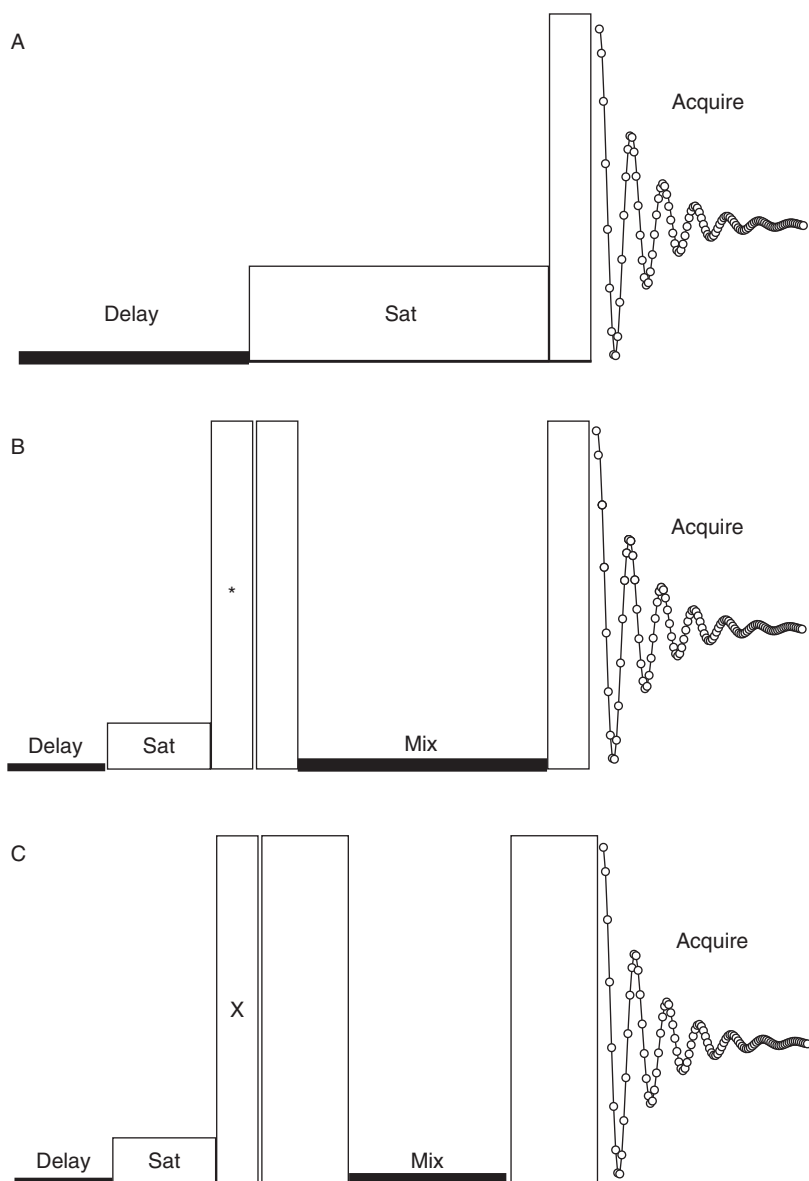 A
Acquire
Delay
Sat
B
Acquire
*
Delay
Sat
Mix
C
Acquire
X
Delay
Sat
Mix